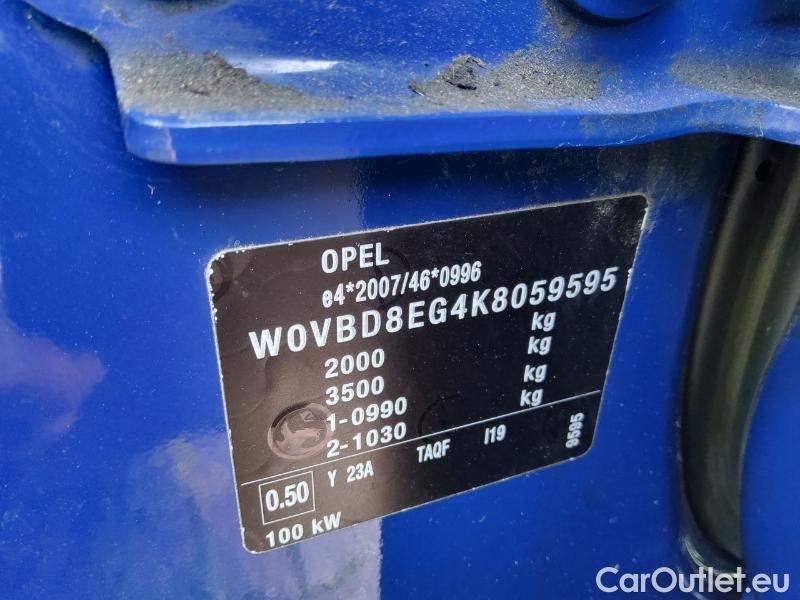 OPEL
e4*2007/46*0996
W0VBD8EG4K8059595
2000 kg
3500 kg
1-0990 kg
2-1030 kg
0.50 Y 23A TAQF I19 9595
100 kW
CarOutlet.eu